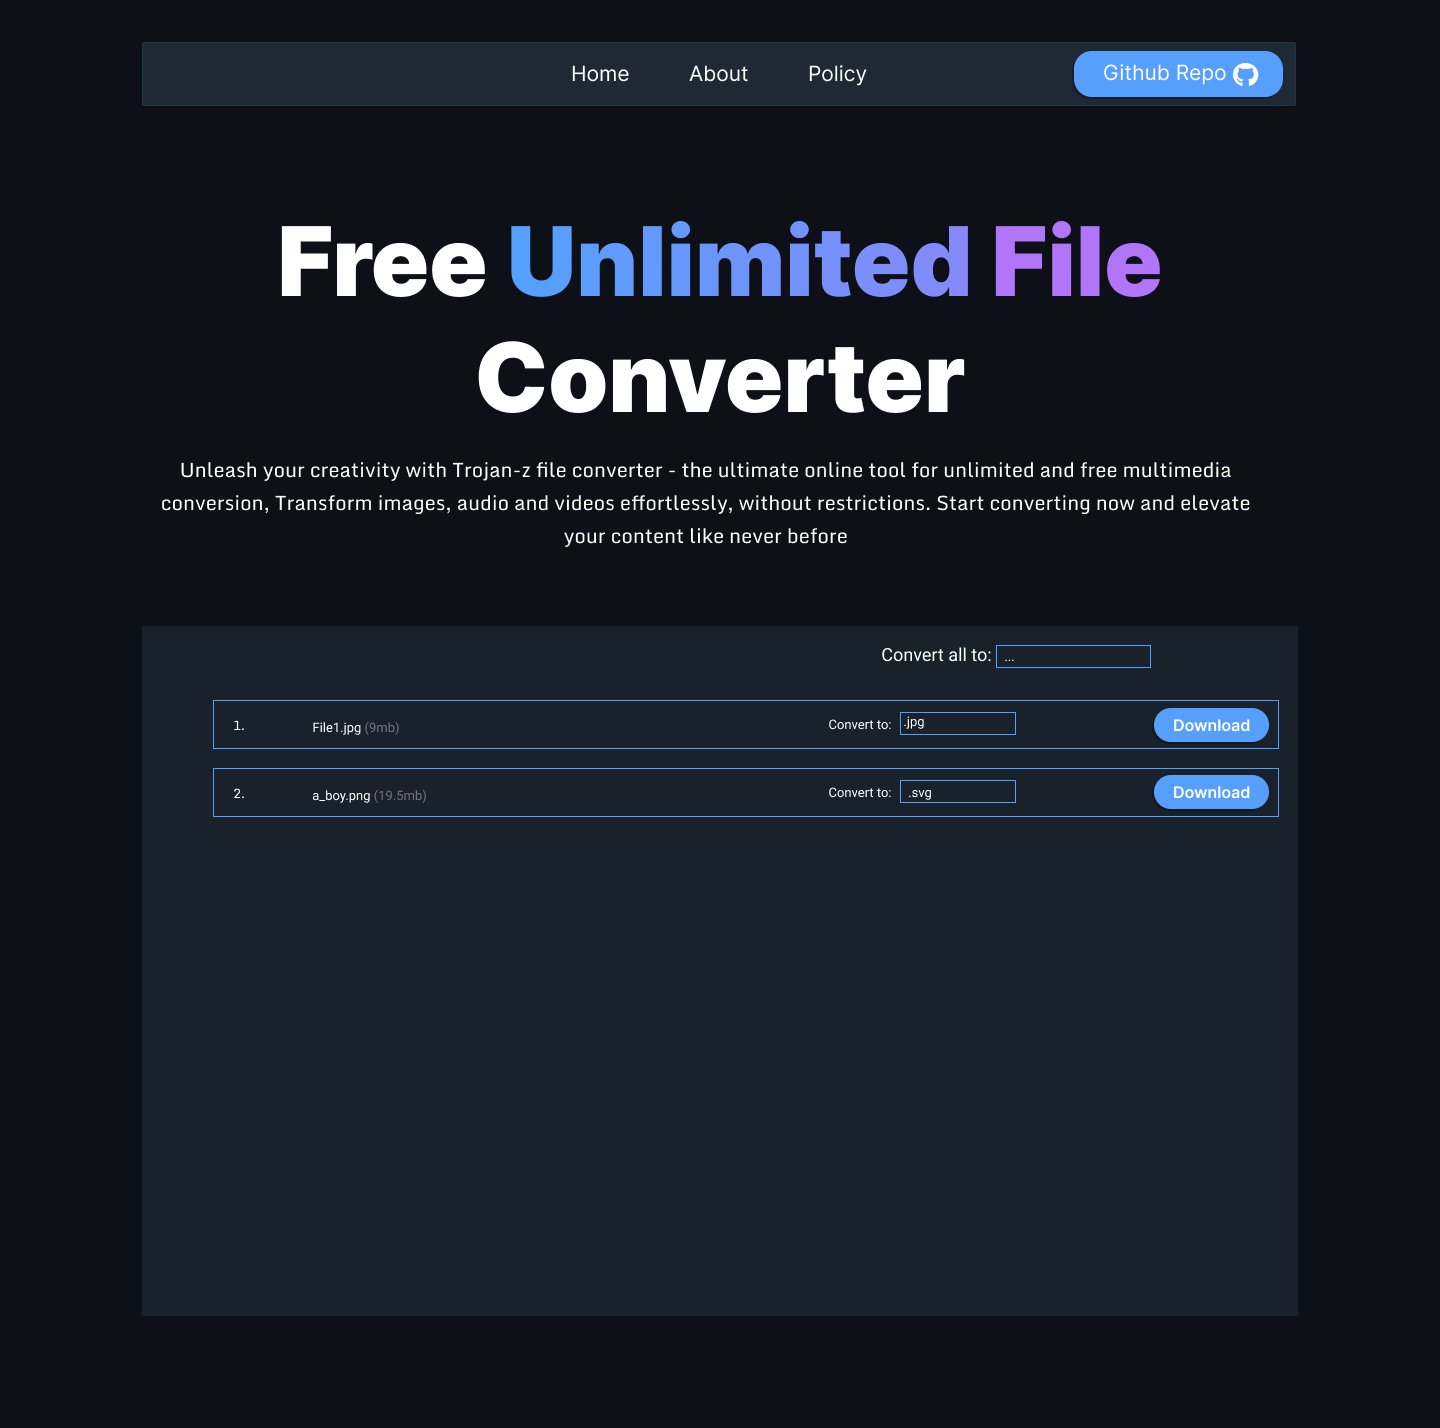 Home About Policy Github Repo
Free Unlimited File
Converter
Unleash your creativity with Trojan-z file converter - the ultimate online tool for unlimited and free multimedia
conversion, Transform images, audio and videos effortlessly, without restrictions. Start converting now and elevate
your content like never before
Convert all to: ...
1. File1.jpg (9mb) Convert to: .jpg Download
2. a_boy.png (19.5mb) Convert to: .svg Download